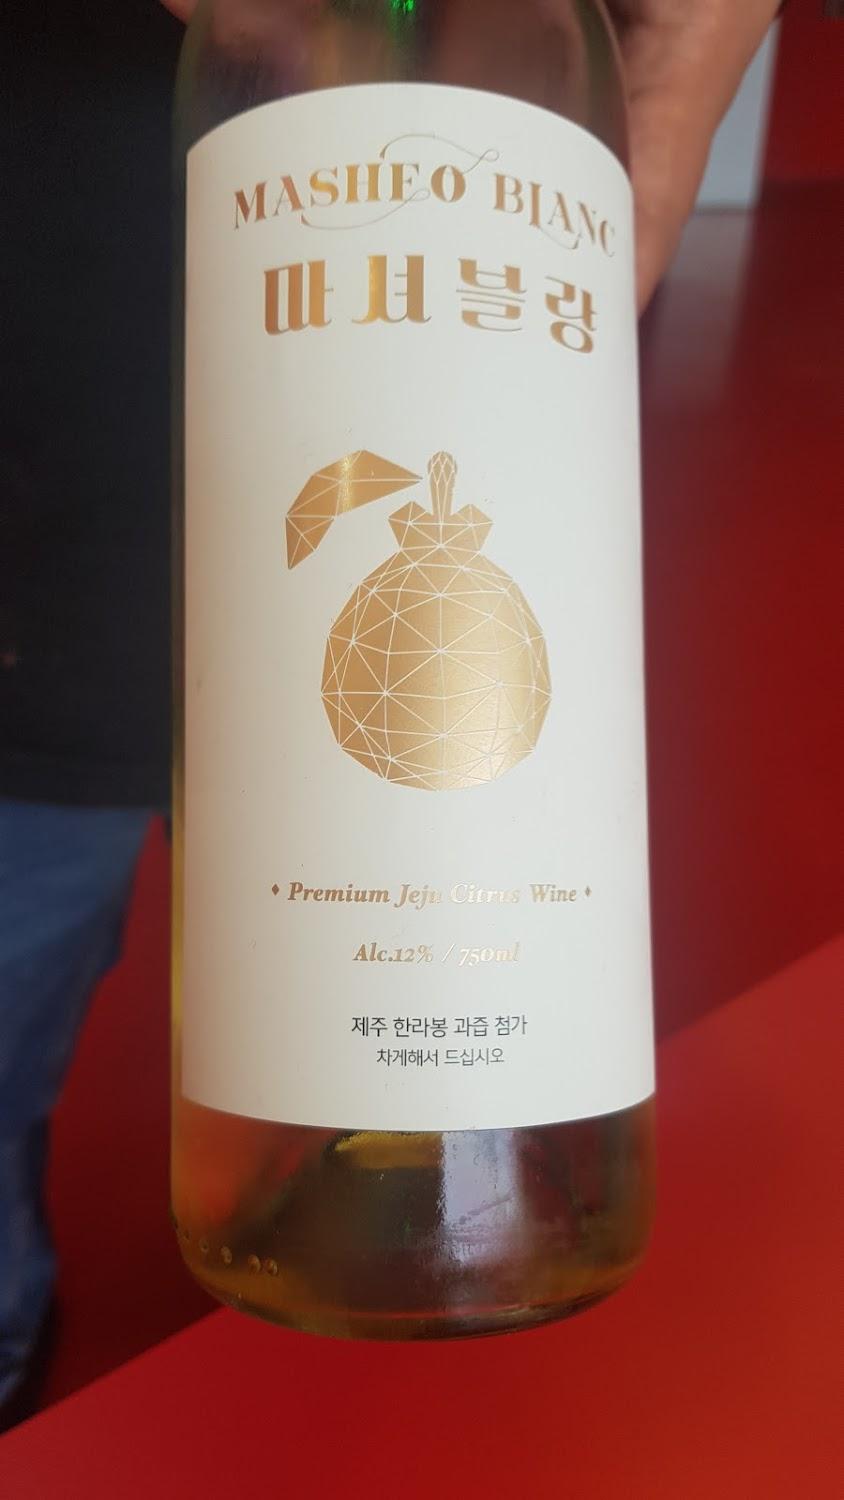 MASHEO BLANC
마셔블랑
Premium Jeju Citrus Wine
Alc.12% / 750ml
제주 한라봉 과즙 첨가
차게해서 드십시오